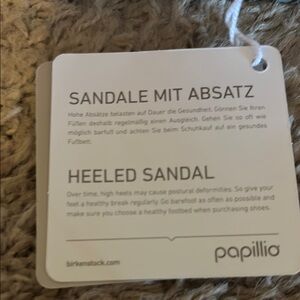 SANDALE MIT ABSATZ
Hohe Absätze belasten auf Dauer die Gesundheit. Gönnen Sie Ihren
Füßen deshalb regelmäßig einen Ausgleich. Gehen Sie so oft wie
möglich barfuß und achten Sie beim Schuhkauf auf ein gesundes
Fußbett.
HEELED SANDAL
Over time, high heels may cause postural deformities. So give your
feet a healthy break regularly. Go barefoot as often as possible and
make sure you choose a healthy footbed when purchasing shoes.
birkenstock.com
papillio